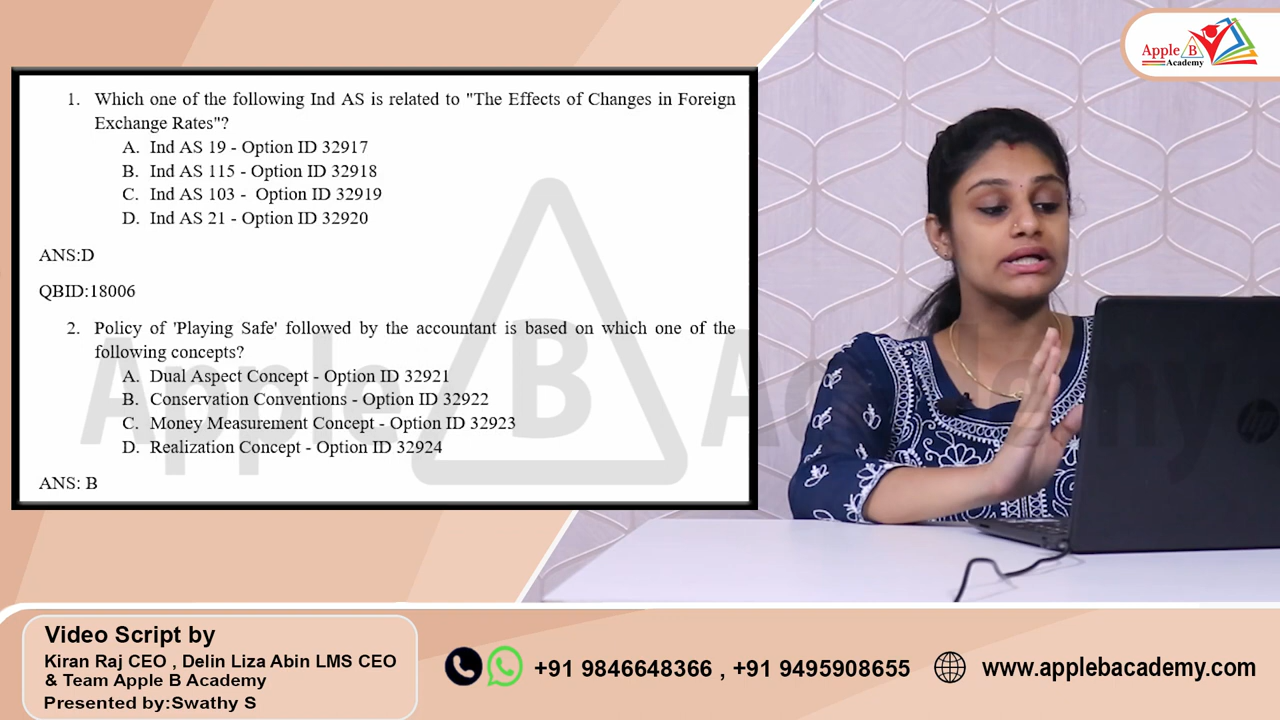 Apple B
Academy
1. Which one of the following Ind AS is related to "The Effects of Changes in Foreign
Exchange Rates"?
A. Ind AS 19 - Option ID 32917
B. Ind AS 115 - Option ID 32918
C. Ind AS 103 - Option ID 32919
D. Ind AS 21 - Option ID 32920
ANS:D
QBID:18006
2. Policy of 'Playing Safe' followed by the accountant is based on which one of the
following concepts?
A. Dual Aspect Concept - Option ID 32921
B. Conservation Conventions - Option ID 32922
C. Money Measurement Concept - Option ID 32923
D. Realization Concept - Option ID 32924
ANS: B
Apple B Academy
hp
Video Script by
Kiran Raj CEO , Delin Liza Abin LMS CEO
& Team Apple B Academy
Presented by:Swathy S
+91 9846648366 , +91 9495908655
www.applebacademy.com